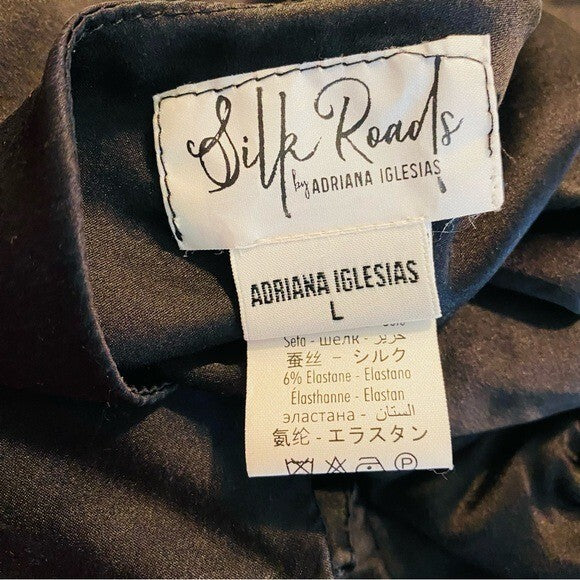 Silk Roads
by ADRIANA IGLESIAS
ADRIANA IGLESIAS
L
Seta - шелк - حرير
蚕丝 - シルク
6% Elastane - Elastano
Élasthanne - Elastan
эластана - الاستان
氨纶 - エラスタン
P